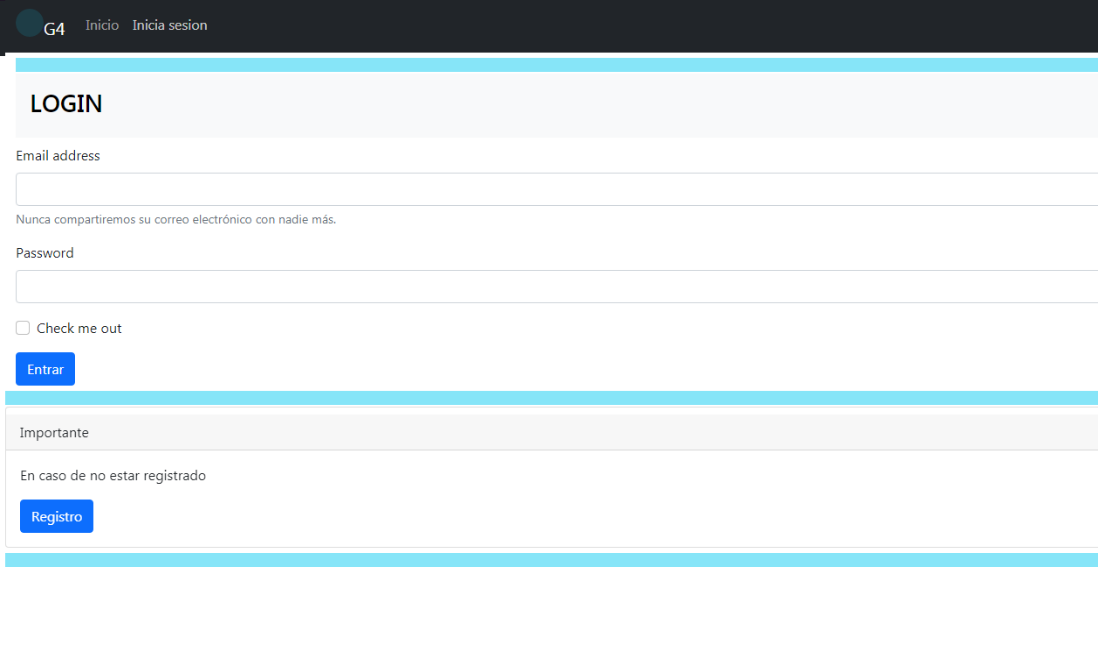 G4 Inicio Inicia sesion
LOGIN
Email address
Nunca compartiremos su correo electrónico con nadie más.
Password
Check me out
Entrar
Importante
En caso de no estar registrado
Registro